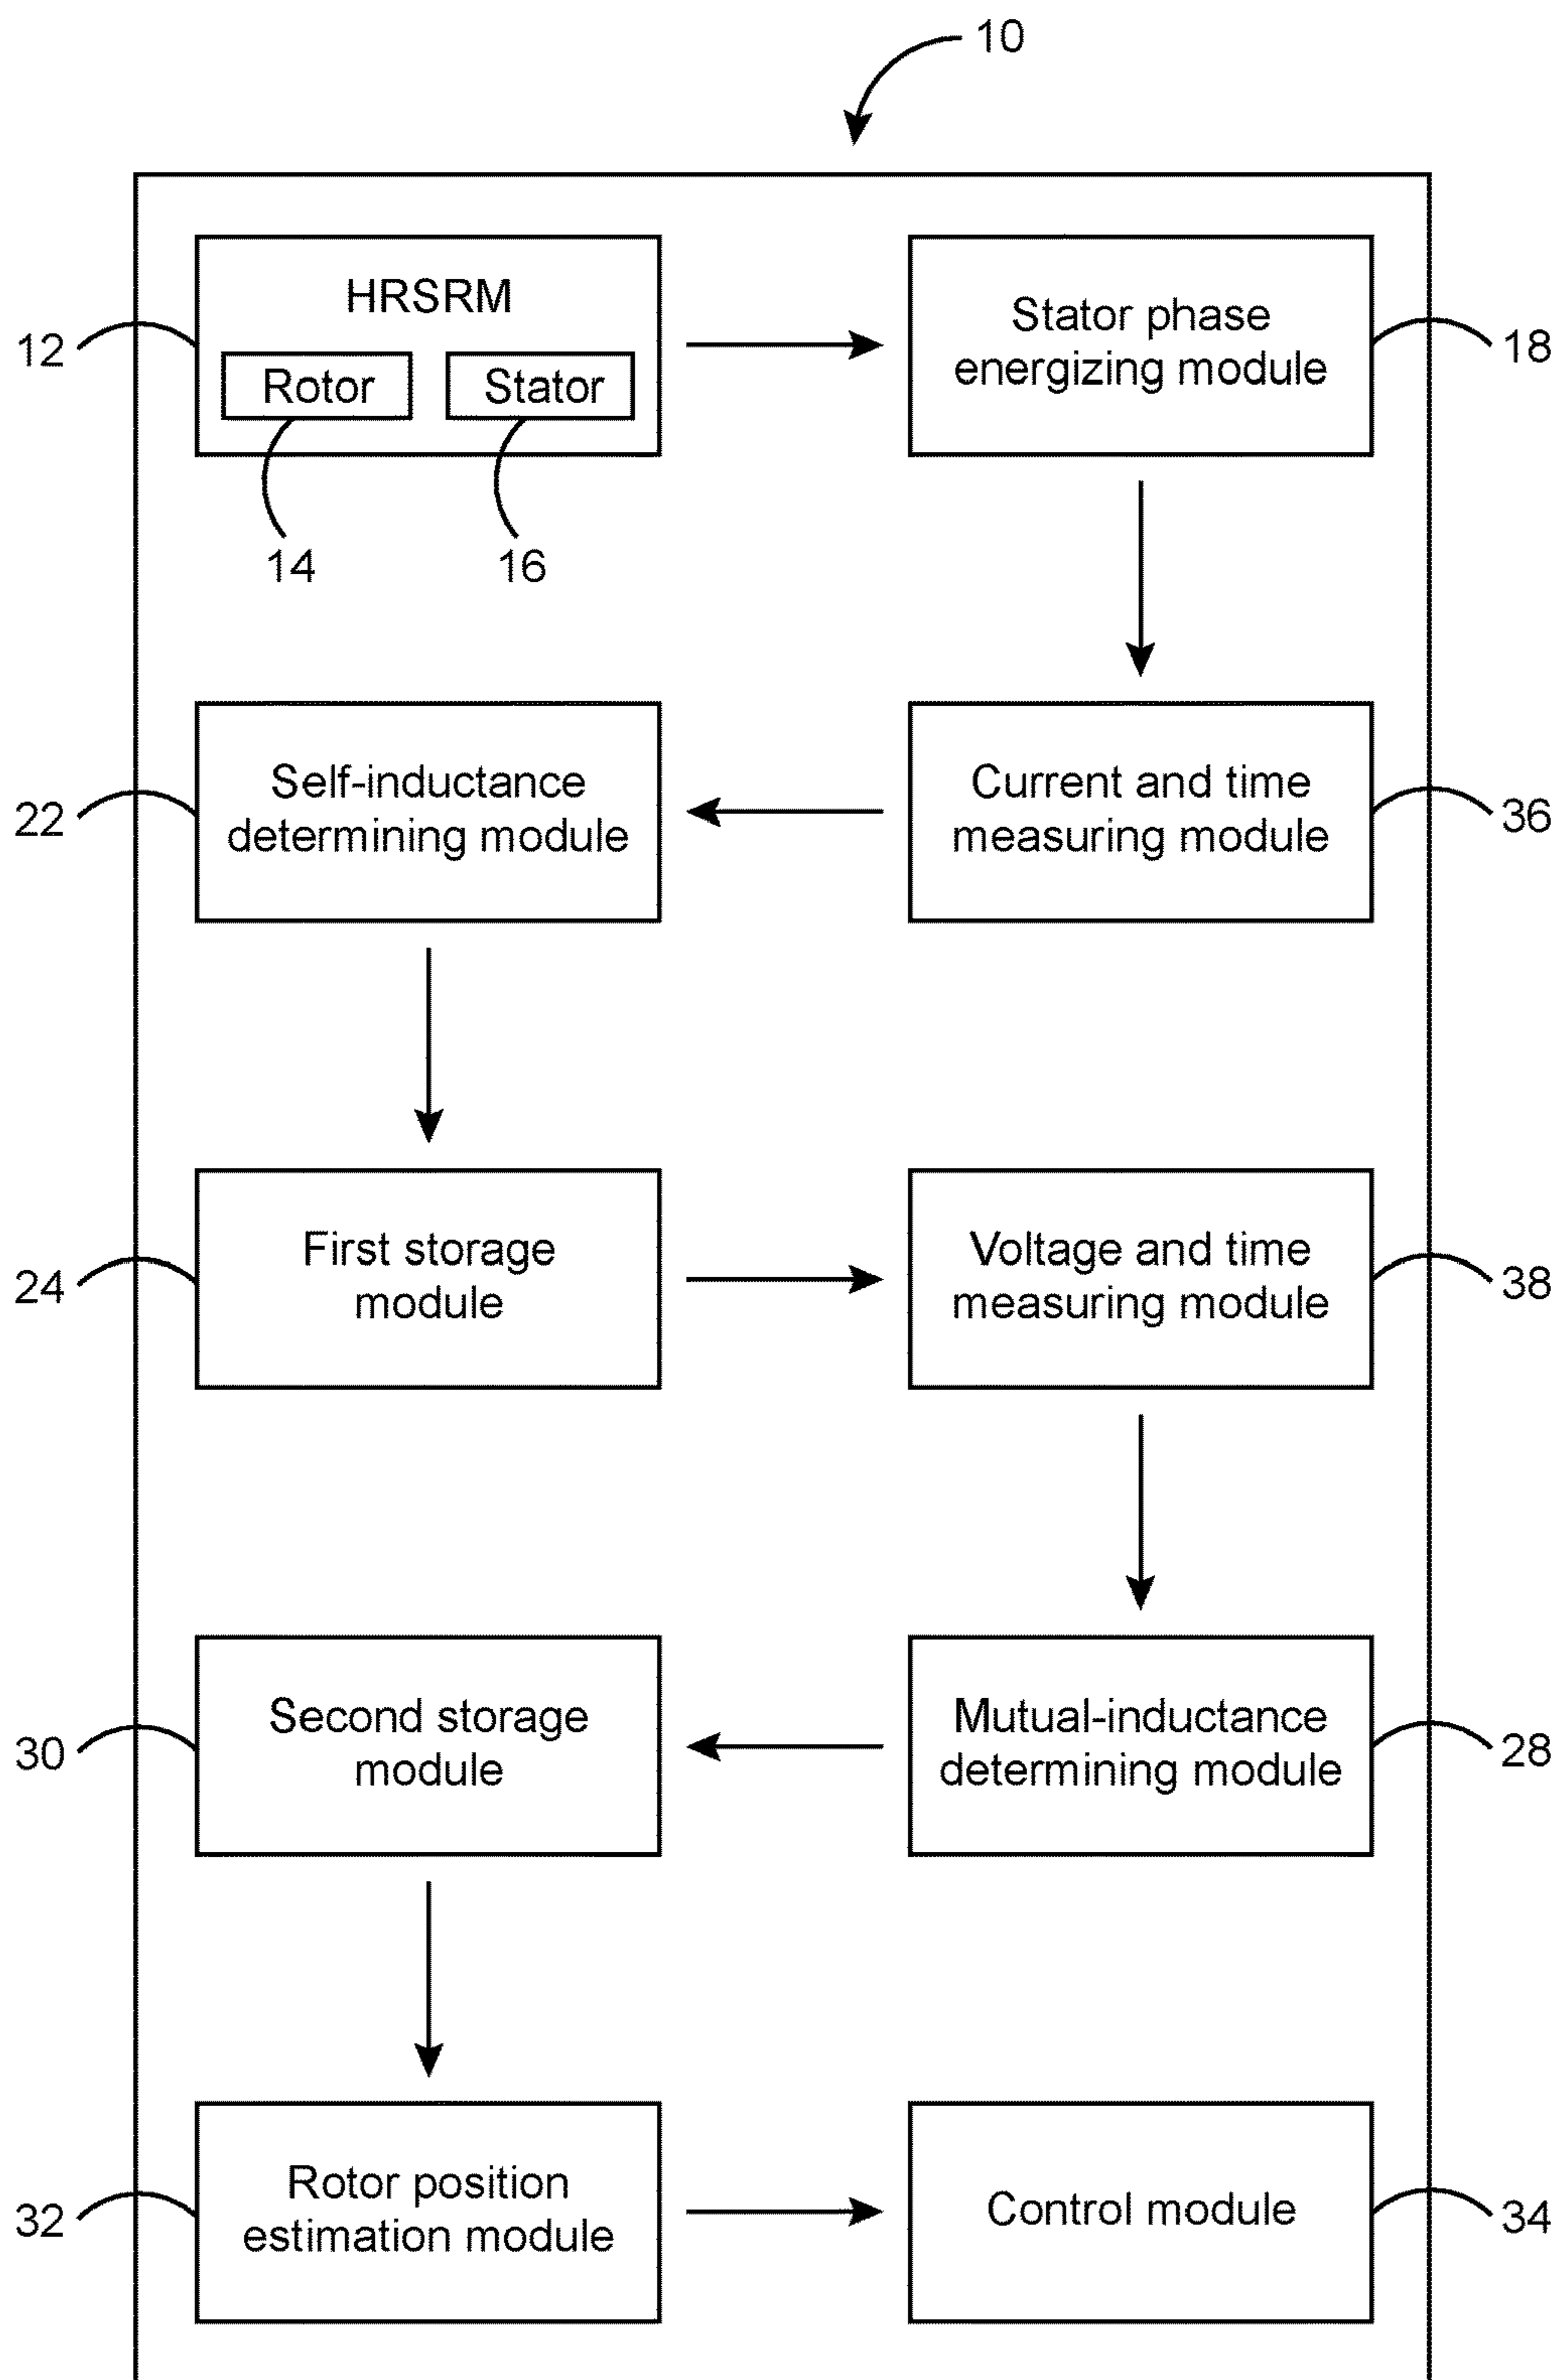 10
HRSRM
Rotor
Stator
12
14
16
Stator phase
energizing module
18
Self-inductance
determining module
22
Current and time
measuring module
36
First storage
module
24
Voltage and time
measuring module
38
Second storage
module
30
Mutual-inductance
determining module
28
Rotor position
estimation module
32
Control module
34